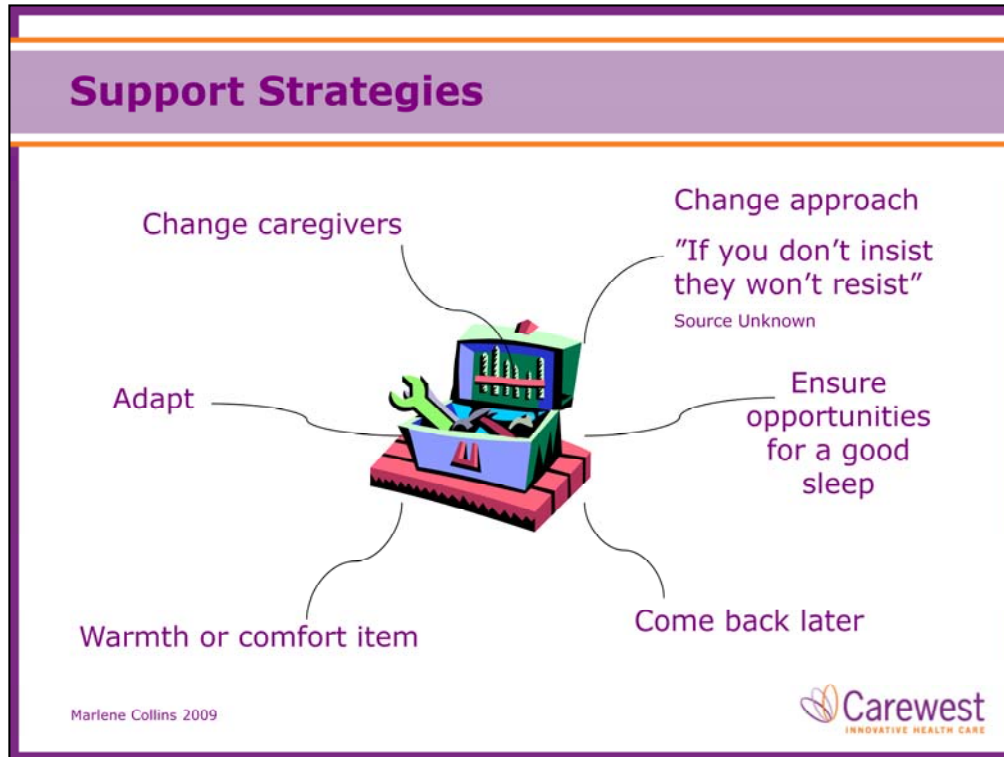 Support Strategies
Change caregivers
Change approach
”If you don’t insist
they won’t resist”
Source Unknown
Adapt
Ensure
opportunities
for a good
sleep
Warmth or comfort item
Come back later
Marlene Collins 2009
Carewest
INNOVATIVE HEALTH CARE